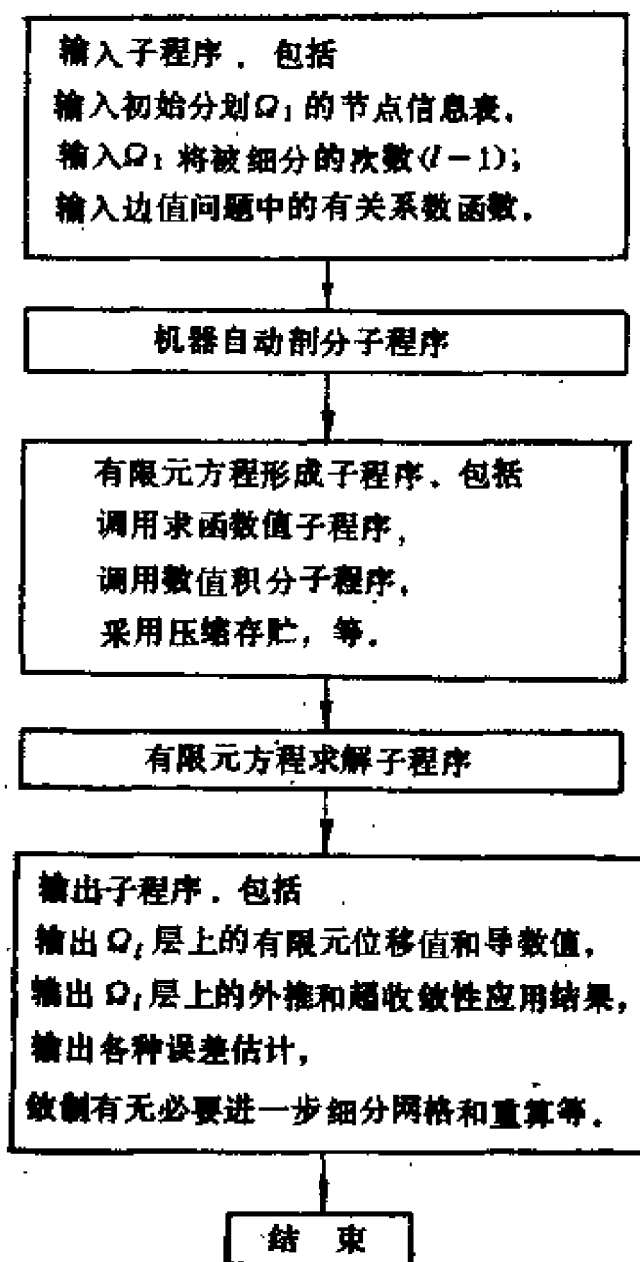 输入子程序．包括
输入初始分划Ω₁的节点信息表，
输入Ω₁将被细分的次数(l－1)；
输入边值问题中的有关系数函数．
机器自动剖分子程序
有限元方程形成子程序．包括
调用求函数值子程序，
调用数值积分子程序，
采用压缩存贮，等．
有限元方程求解子程序
输出子程序．包括
输出Ωₗ层上的有限元位移值和导数值，
输出Ωₗ层上的外推和超收敛性应用结果，
输出各种误差估计，
有无必要进一步细分网格和重算等．
结　束